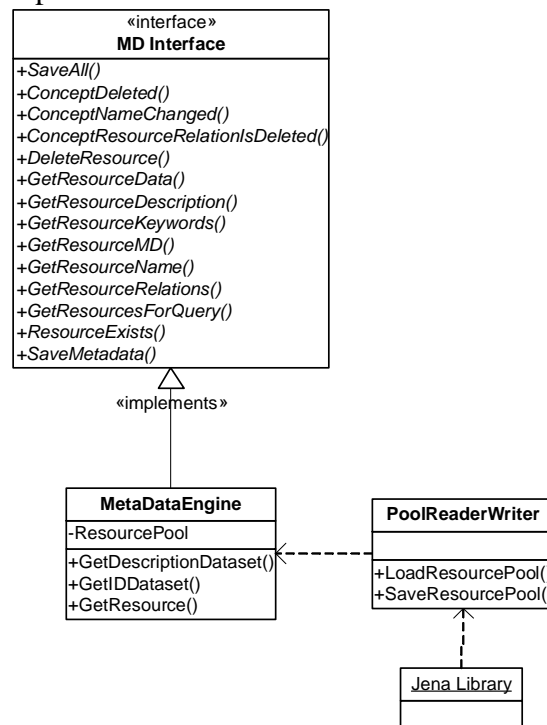 «interface»
MD Interface
+SaveAll()
+ConceptDeleted()
+ConceptNameChanged()
+ConceptResourceRelationIsDeleted()
+DeleteResource()
+GetResourceData()
+GetResourceDescription()
+GetResourceKeywords()
+GetResourceMD()
+GetResourceName()
+GetResourceRelations()
+GetResourcesForQuery()
+ResourceExists()
+SaveMetadata()
«implements»
MetaDataEngine
-ResourcePool
+GetDescriptionDataset()
+GetIDDataset()
+GetResource()
PoolReaderWriter
+LoadResourcePool()
+SaveResourcePool()
Jena Library